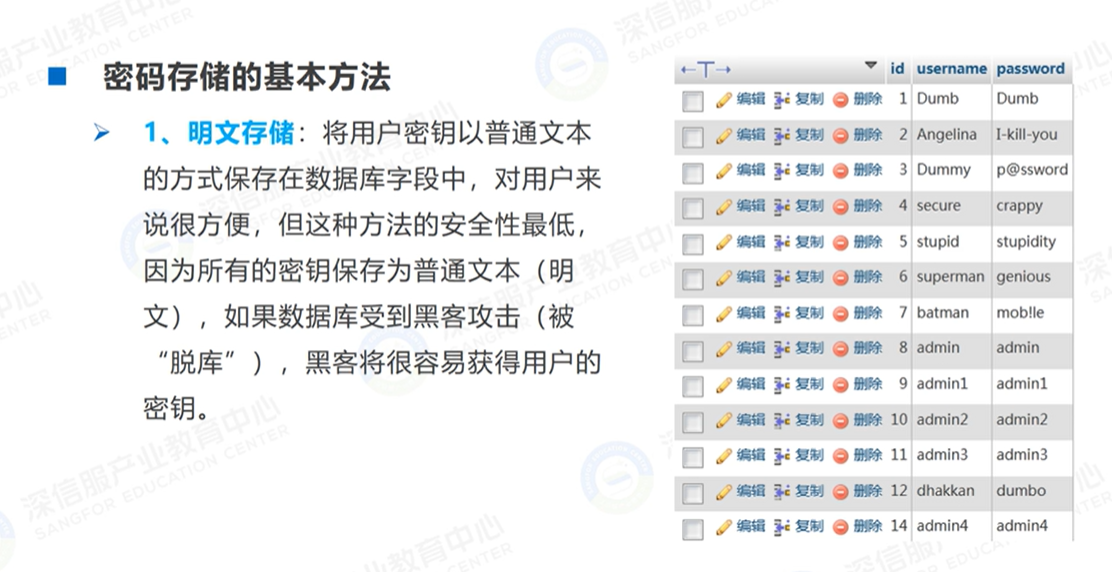 密码存储的基本方法
1、明文存储：将用户密钥以普通文本
的方式保存在数据库字段中，对用户来
说很方便，但这种方法的安全性最低，
因为所有的密钥保存为普通文本（明
文），如果数据库受到黑客攻击（被
“脱库”），黑客将很容易获得用户的
密钥。
←T→ id username password
编辑 复制 删除 1 Dumb Dumb
编辑 复制 删除 2 Angelina I-kill-you
编辑 复制 删除 3 Dummy p@ssword
编辑 复制 删除 4 secure crappy
编辑 复制 删除 5 stupid stupidity
编辑 复制 删除 6 superman genious
编辑 复制 删除 7 batman mob!le
编辑 复制 删除 8 admin admin
编辑 复制 删除 9 admin1 admin1
编辑 复制 删除 10 admin2 admin2
编辑 复制 删除 11 admin3 admin3
编辑 复制 删除 12 dhakkan dumbo
编辑 复制 删除 14 admin4 admin4
深信服产业教育中心
SANGFOR EDUCATION CENTER